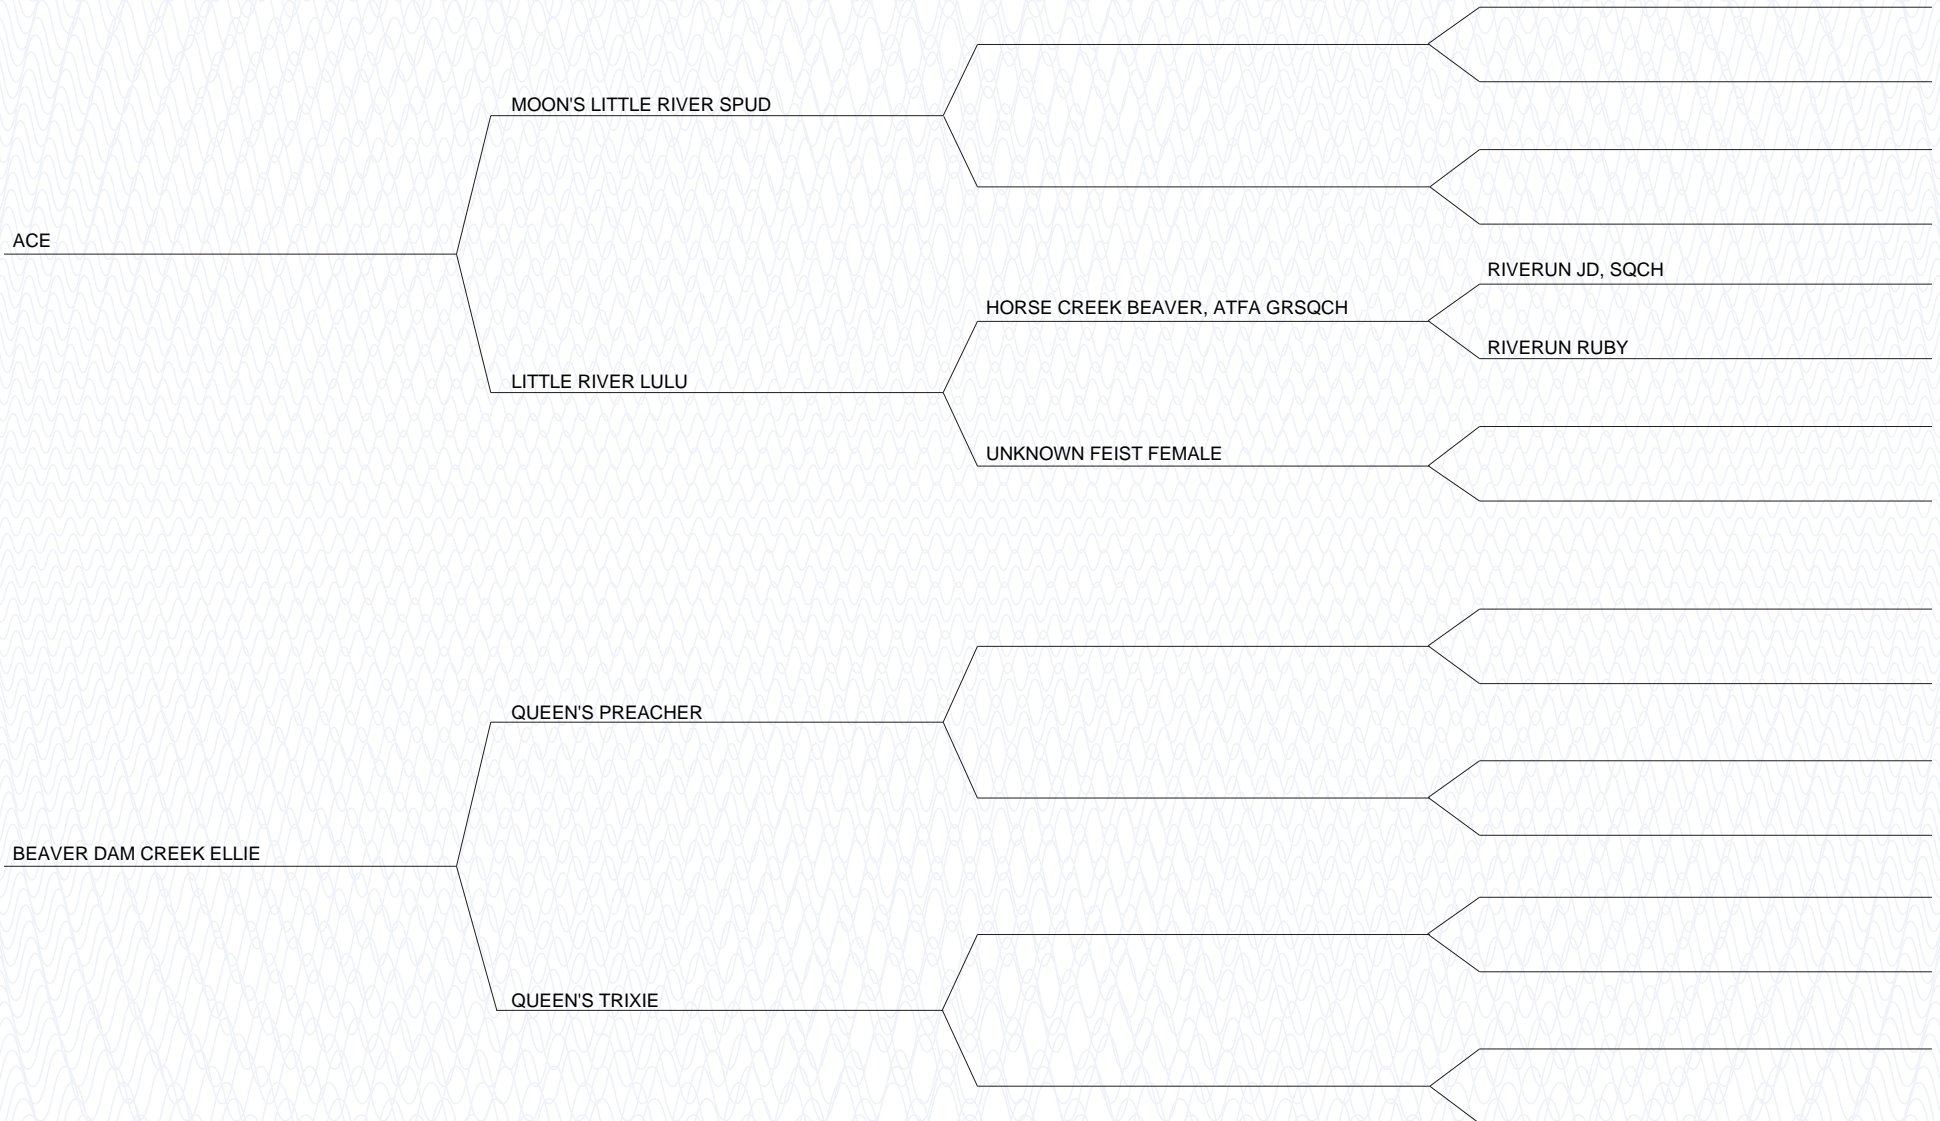 MOON'S LITTLE RIVER SPUD
ACE
RIVERUN JD, SQCH
HORSE CREEK BEAVER, ATFA GRSQCH
RIVERUN RUBY
LITTLE RIVER LULU
UNKNOWN FEIST FEMALE
QUEEN'S PREACHER
BEAVER DAM CREEK ELLIE
QUEEN'S TRIXIE